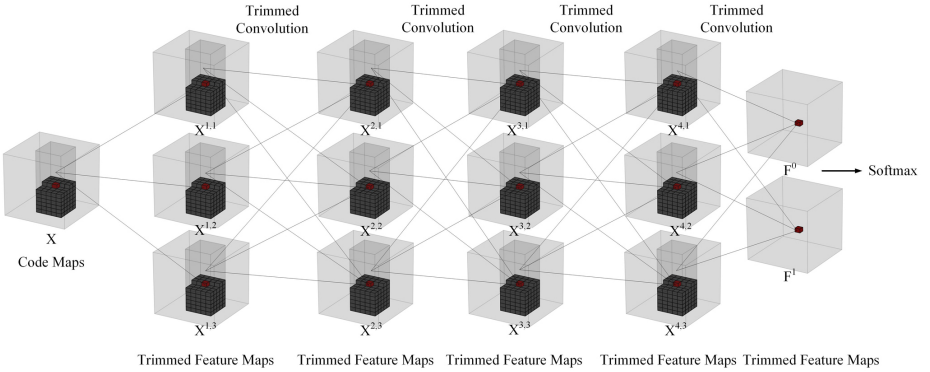 Trimmed
Convolution
Trimmed
Convolution
Trimmed
Convolution
Trimmed
Convolution
X^1,1
X^2,1
X^3,1
X^4,1
F^0
Softmax
X^1,2
X^2,2
X^3,2
X^4,2
X
Code Maps
F^1
X^1,3
X^2,3
X^3,3
X^4,3
Trimmed Feature Maps
Trimmed Feature Maps
Trimmed Feature Maps
Trimmed Feature Maps
Trimmed Feature Maps